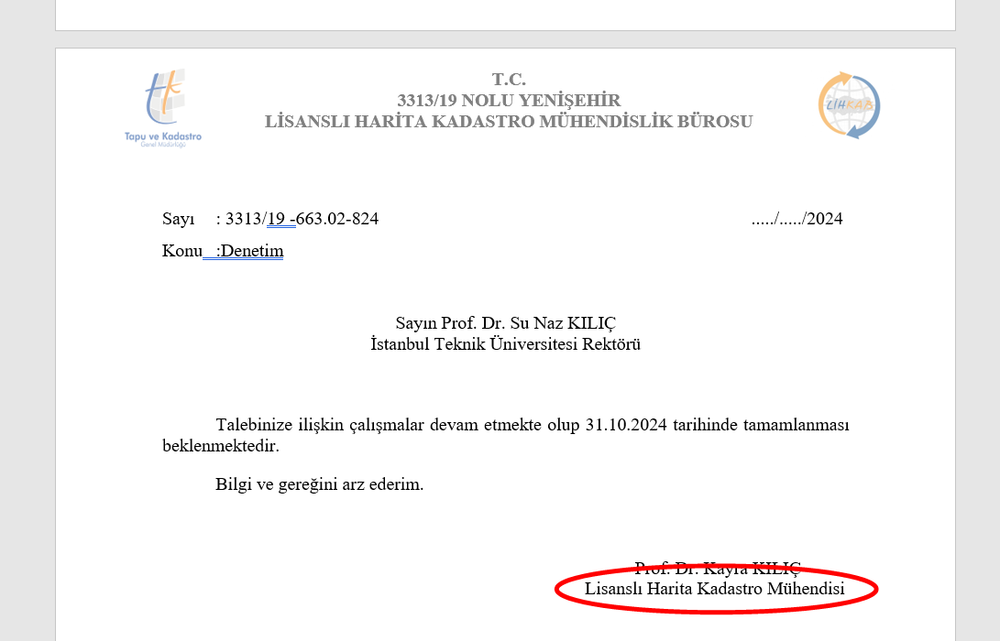 T.C.
3313/19 NOLU YENİŞEHİR
LİSANSLI HARİTA KADASTRO MÜHENDİSLİK BÜROSU
Tapu ve Kadastro
Genel Müdürlüğü
LİHKAB
Sayı : 3313/19 -663.02-824 ...../...../2024
Konu :Denetim
Sayın Prof. Dr. Su Naz KILIÇ
İstanbul Teknik Üniversitesi Rektörü
Talebinize ilişkin çalışmalar devam etmekte olup 31.10.2024 tarihinde tamamlanması
beklenmektedir.
Bilgi ve gereğini arz ederim.
Prof. Dr. Kayra KILIÇ
Lisanslı Harita Kadastro Mühendisi